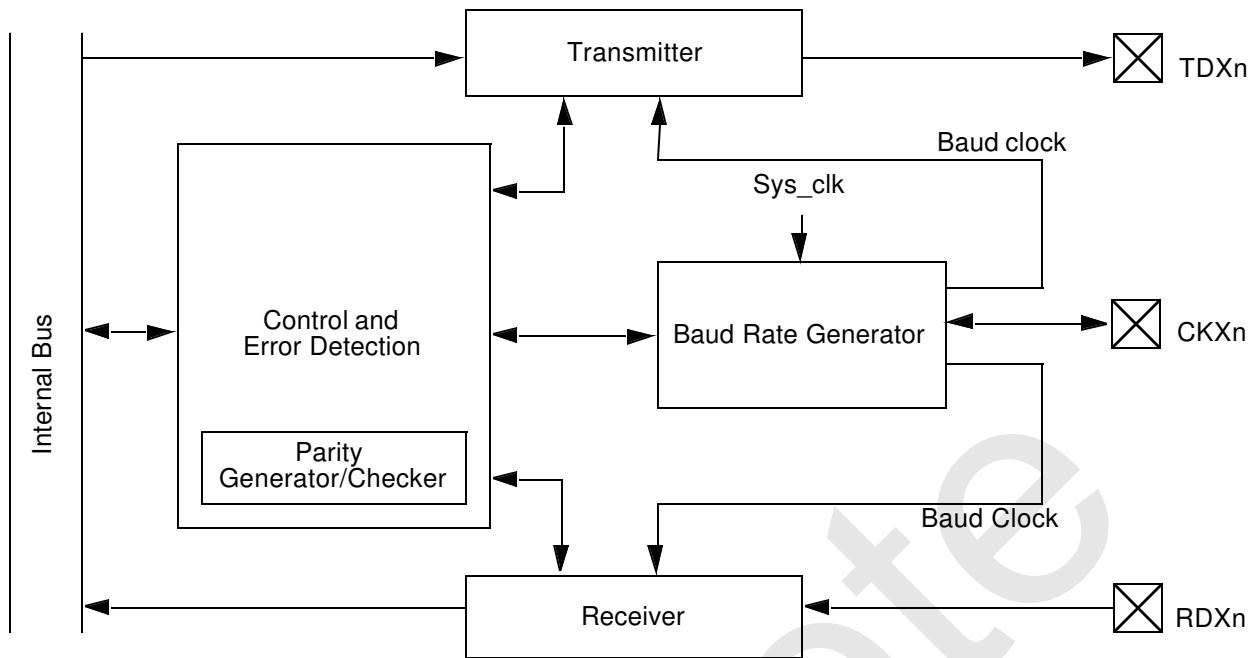 Transmitter
TDXn
Baud clock
Sys_clk
Internal Bus
Control and
Error Detection
Baud Rate Generator
CKXn
Parity
Generator/Checker
Baud Clock
Receiver
RDXn